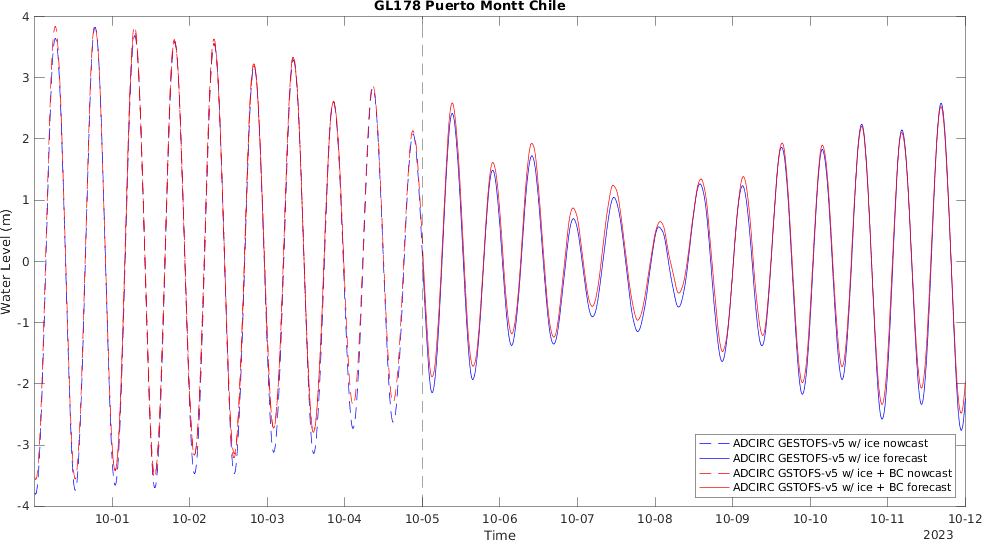 GL178 Puerto Montt Chile
4
3
2
1
0
-1
-2
-3
-4
Water Level (m)
10-01 10-02 10-03 10-04 10-05 10-06 10-07 10-08 10-09 10-10 10-11 10-12
Time
2023
ADCIRC GESTOFS-v5 w/ ice nowcast
ADCIRC GESTOFS-v5 w/ ice forecast
ADCIRC GSTOFS-v5 w/ ice + BC nowcast
ADCIRC GSTOFS-v5 w/ ice + BC forecast